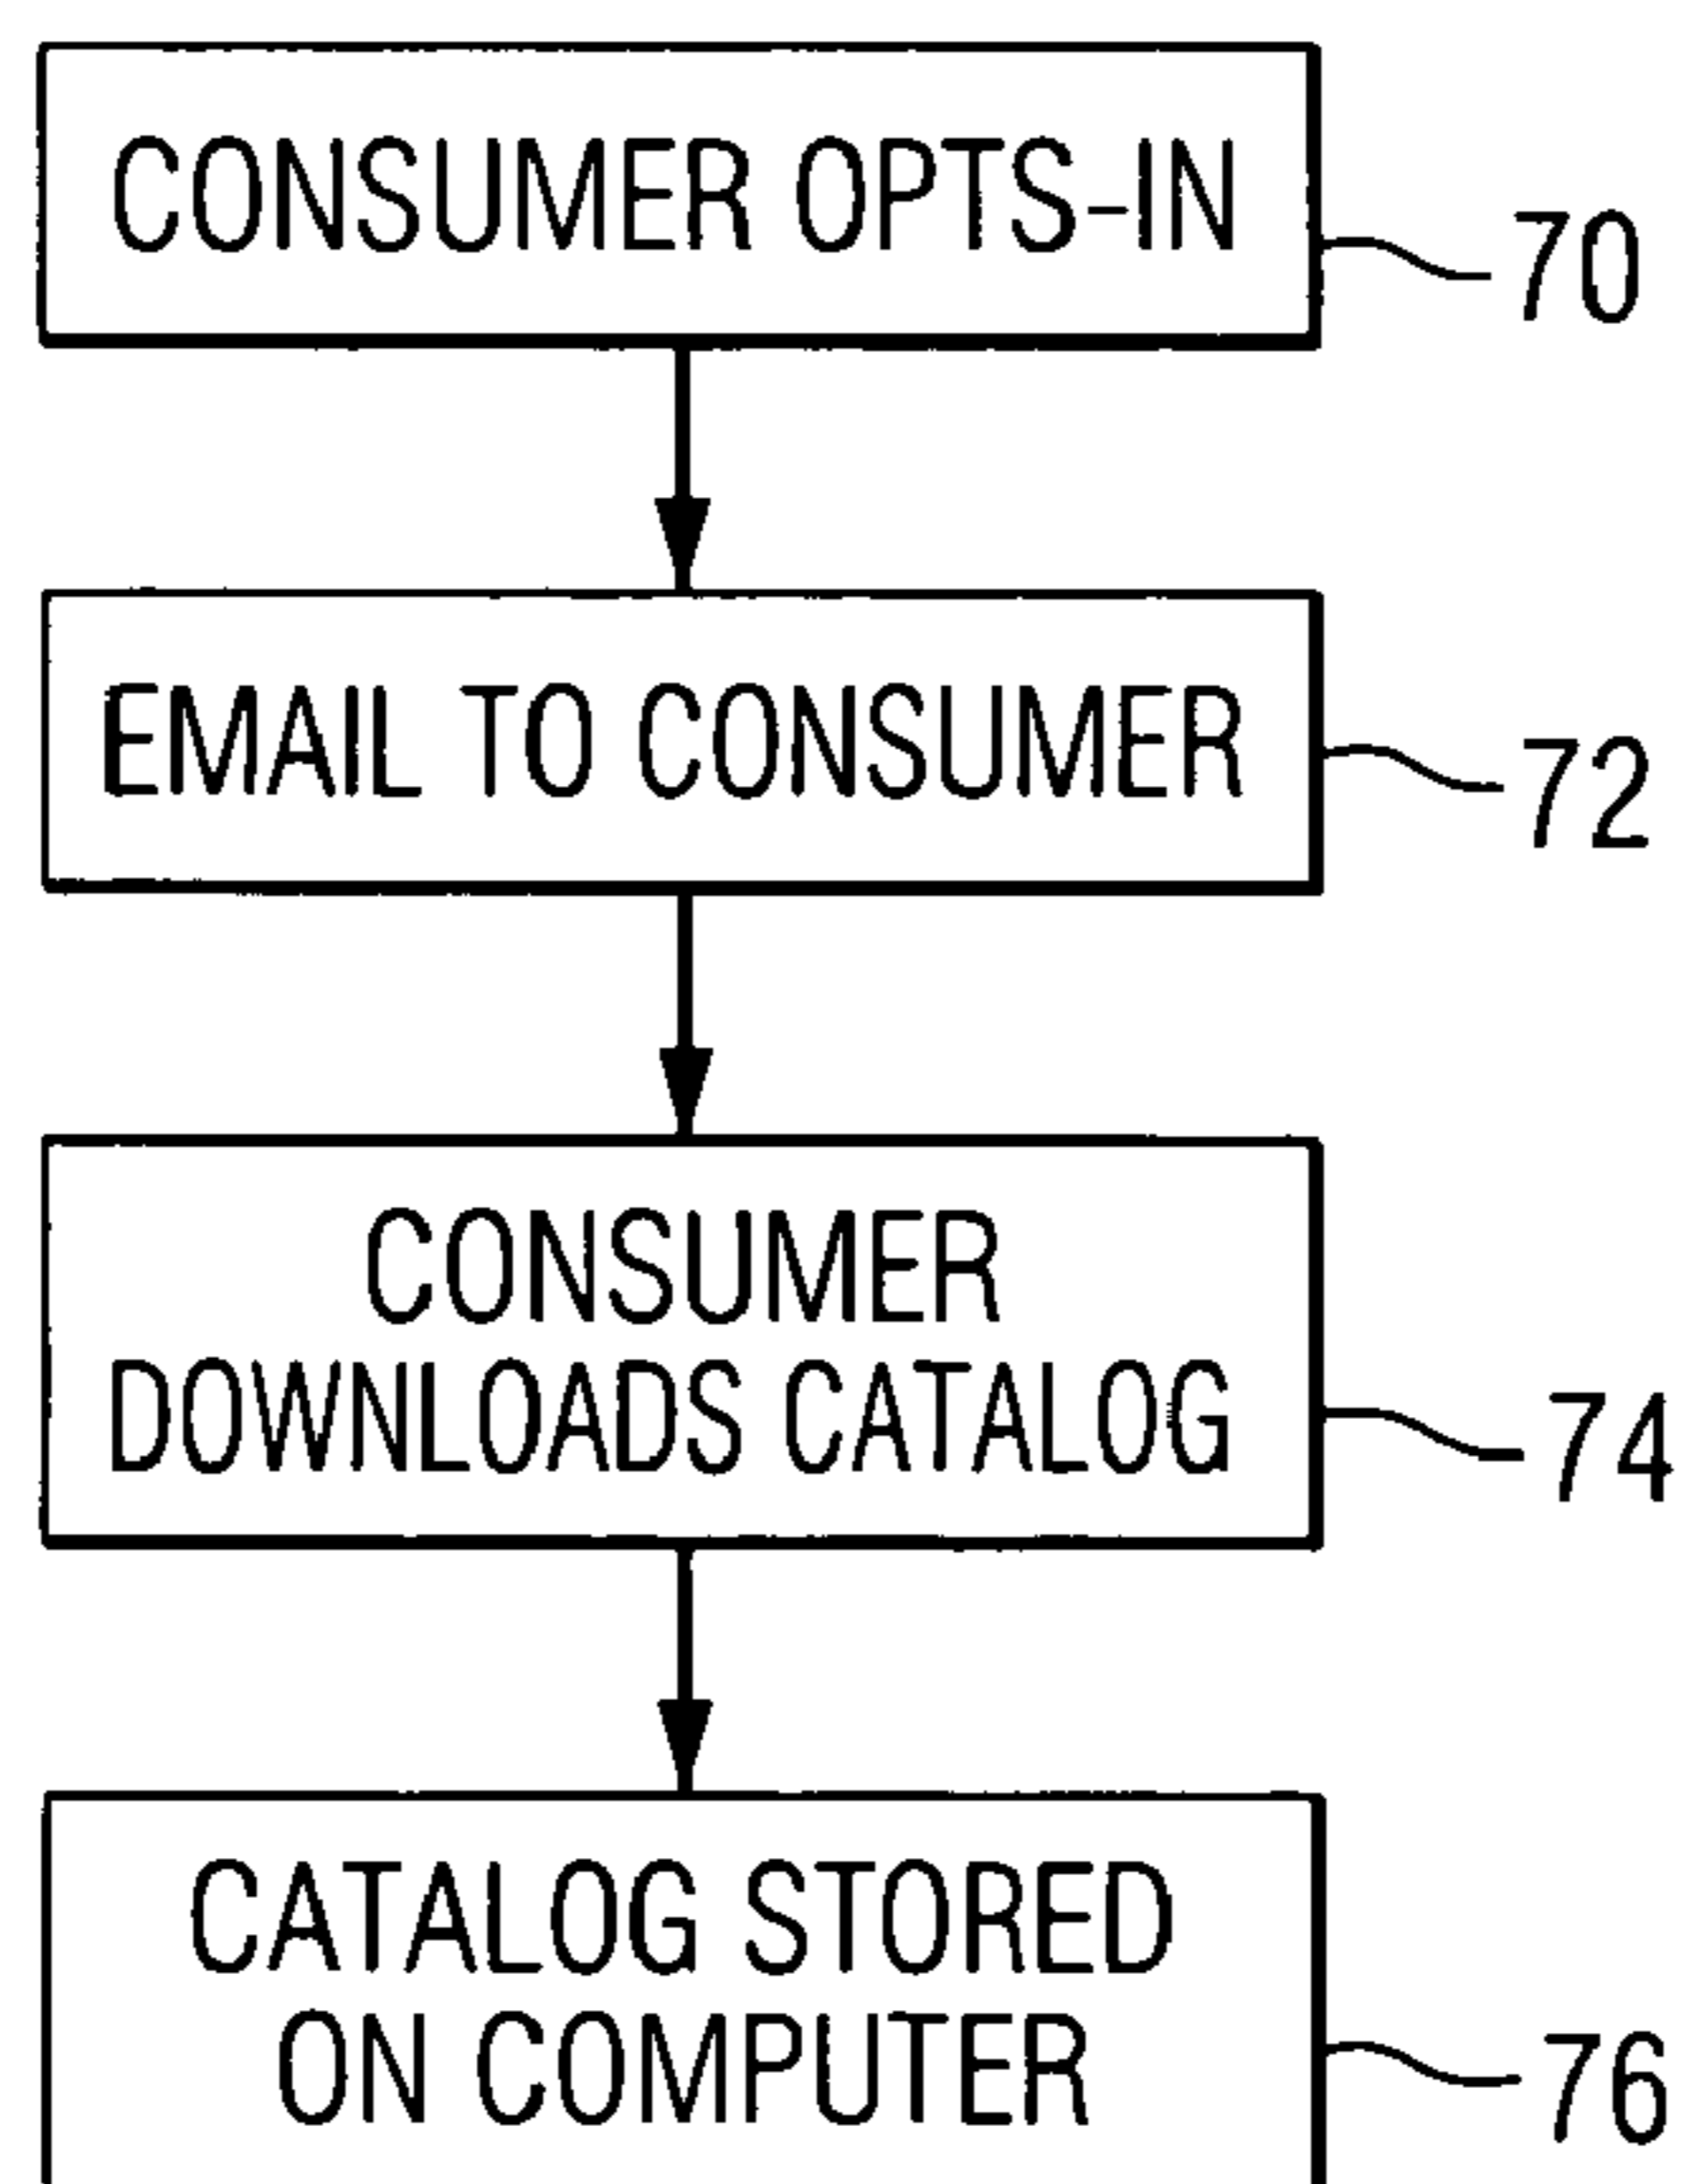 CONSUMER OPTS-IN
70
EMAIL TO CONSUMER
72
CONSUMER
DOWNLOADS CATALOG
74
CATALOG STORED
ON COMPUTER
76